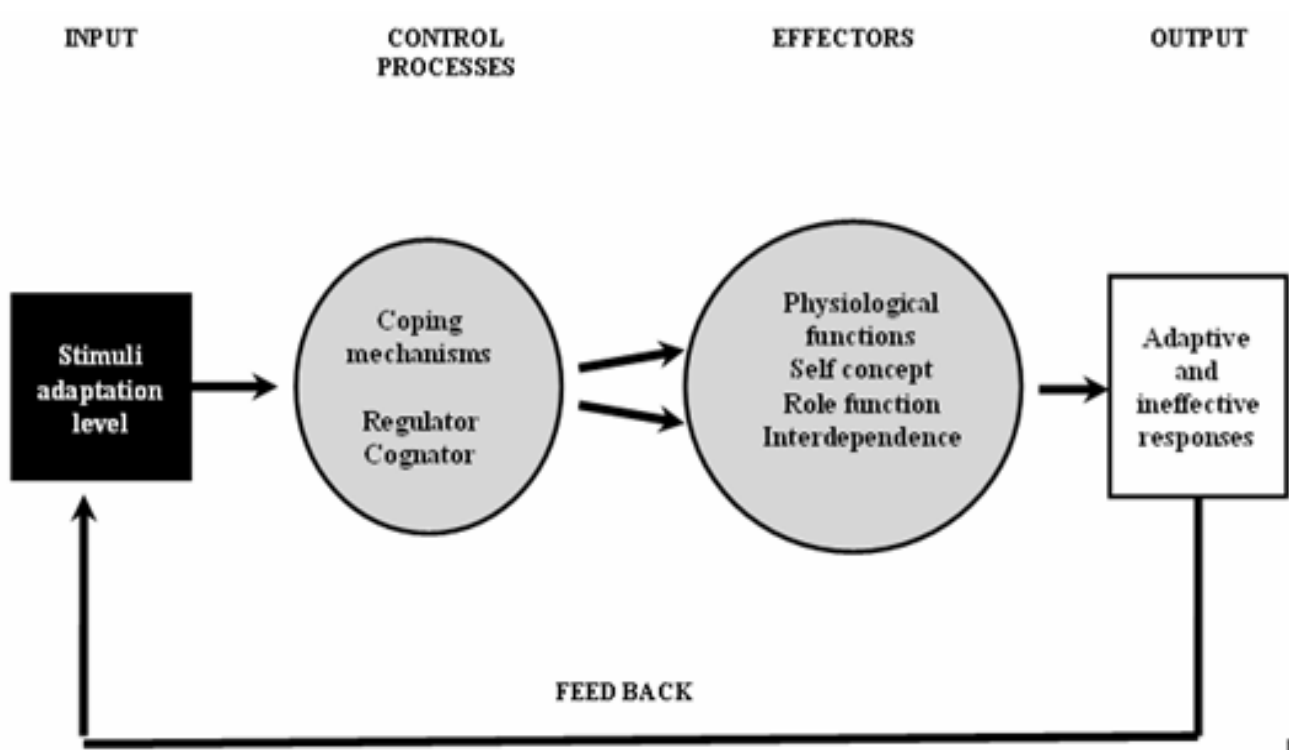 INPUT
CONTROL
PROCESSES
EFFECTORS
OUTPUT
Stimuli
adaptation
level
Coping
mechanisms
Regulator
Cognator
Physiological
functions
Self concept
Role function
Interdependence
Adaptive
and
ineffective
responses
FEED BACK